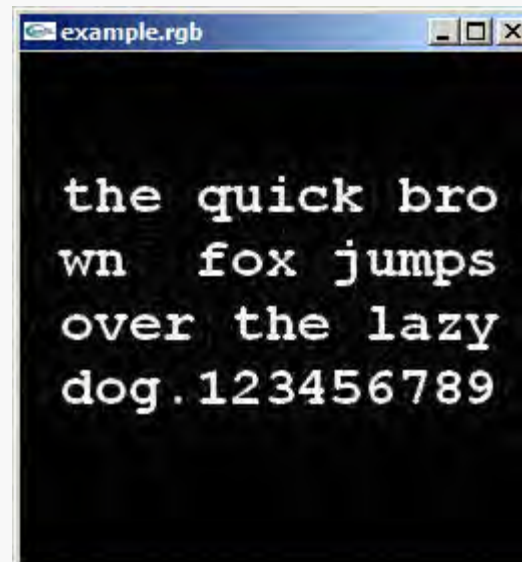 example.rgb
the quick bro
wn  fox jumps
over the lazy
dog.123456789